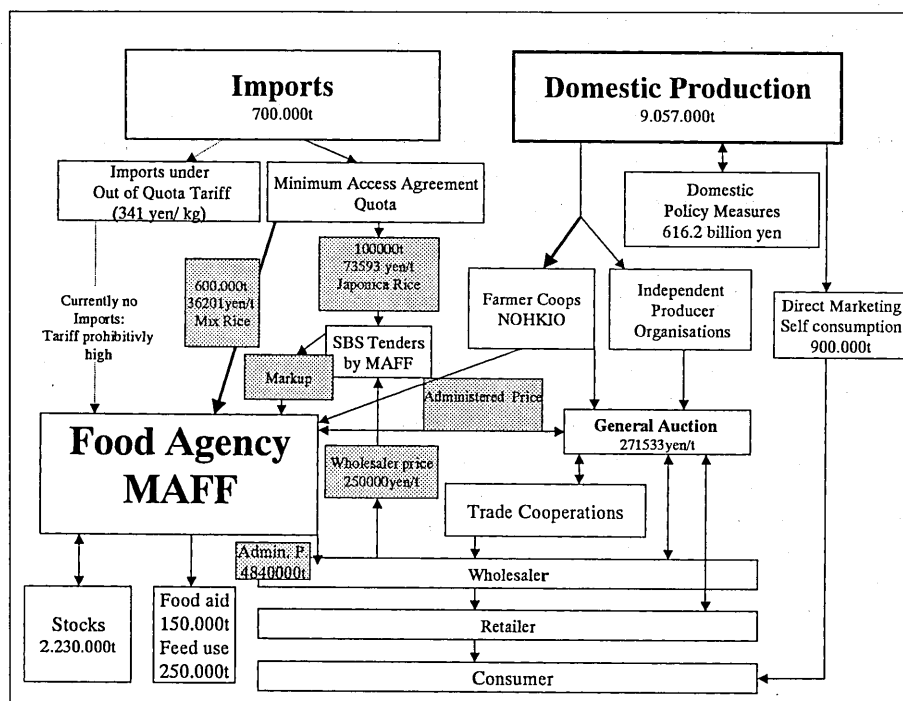 Imports
700.000t
Domestic Production
9.057.000t
Imports under
Out of Quota Tariff
(341 yen/ kg)
Minimum Access Agreement
Quota
Domestic
Policy Measures
616.2 billion yen
600.000t
36201yen/t
Mix Rice
100000t
73593 yen/t
Japonica Rice
Currently no
Imports:
Tariff prohibitivly
high
Farmer Coops
NOHKIO
Independent
Producer
Organisations
Direct Marketing
Self consumption
900.000t
SBS Tenders
by MAFF
Markup
Administered Price
Food Agency
MAFF
General Auction
271533yen/t
Wholesaler price
250000yen/t
Trade Cooperations
Admin. P.
4840000t
Wholesaler
Stocks
2.230.000t
Food aid
150.000t
Feed use
250.000t
Retailer
Consumer